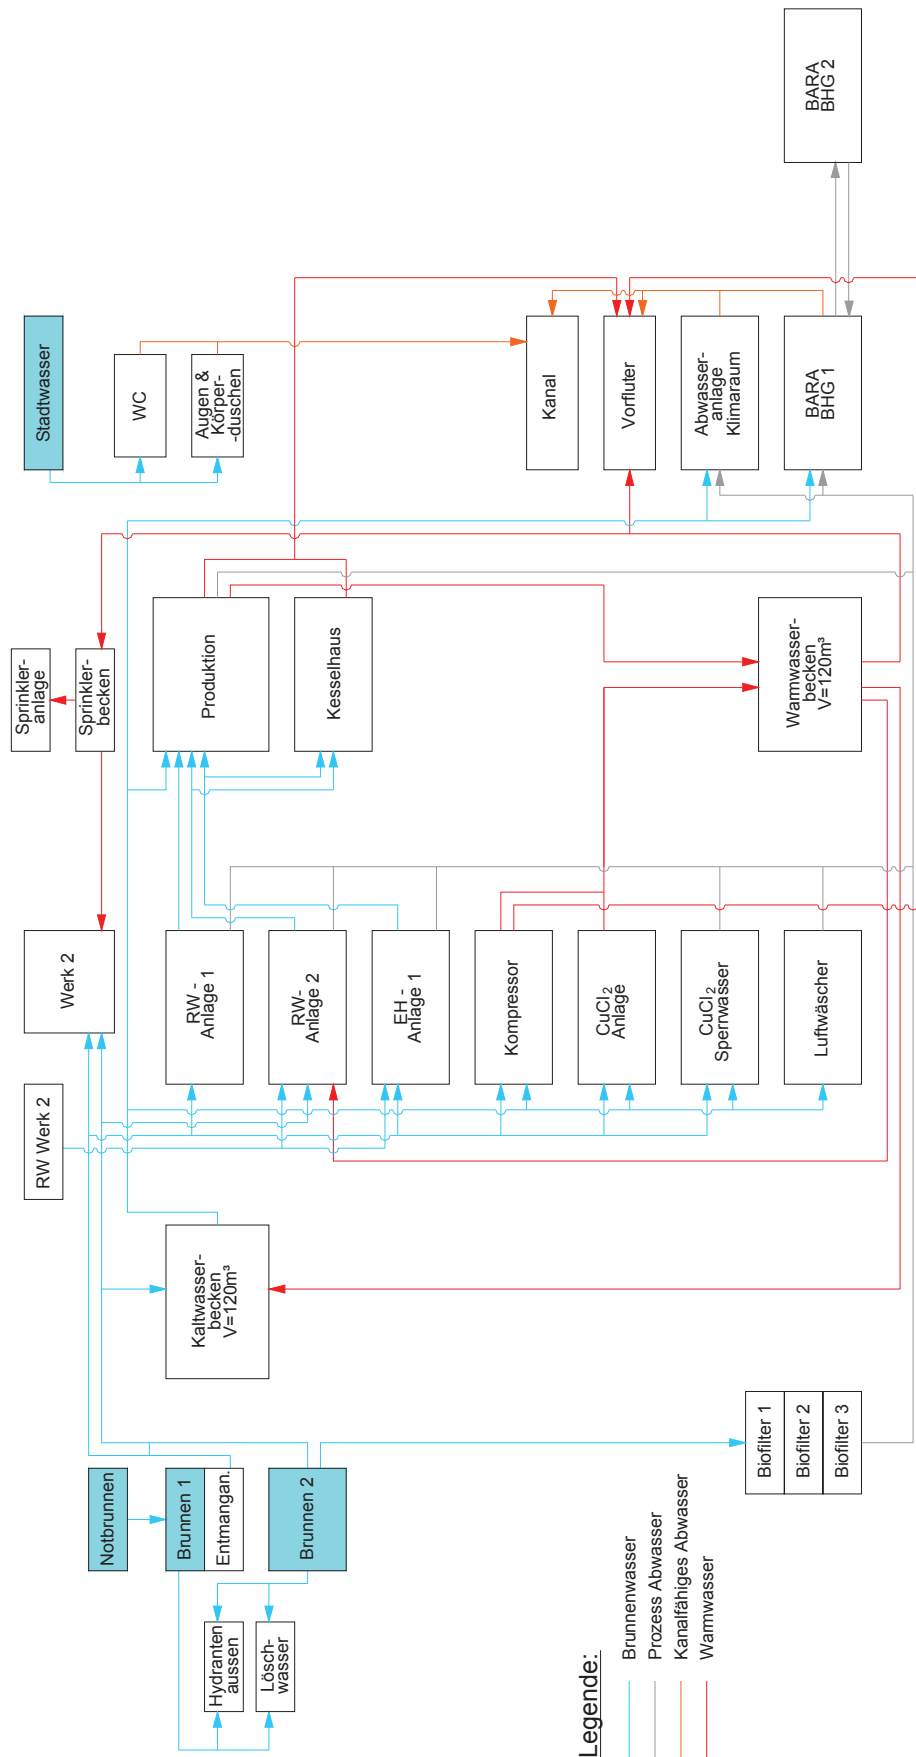 Notbrunnen
Brunnen 1
Entmangan.
Brunnen 2
Hydranten
aussen
Lösch-
wasser
Kaltwasser-
becken
V=120m³
RW Werk 2
Werk 2
RW -
Anlage 1
RW-
Anlage 2
EH -
Anlage 1
Kompressor
CuCl₂
Anlage
CuCl₂
Sperrwasser
Luftwäscher
Sprinkler-
anlage
Sprinkler-
becken
Produktion
Kesselhaus
Warmwasser-
becken
V=120m³
Stadtwasser
WC
Augen &
Körper-
-duschen
Kanal
Vorfluter
Abwasser-
anlage
Klimaraum
BARA
BHG 1
BARA
BHG 2
Biofilter 1
Biofilter 2
Biofilter 3
Legende:
Brunnenwasser
Prozess Abwasser
Kanalfähiges Abwasser
Warmwasser